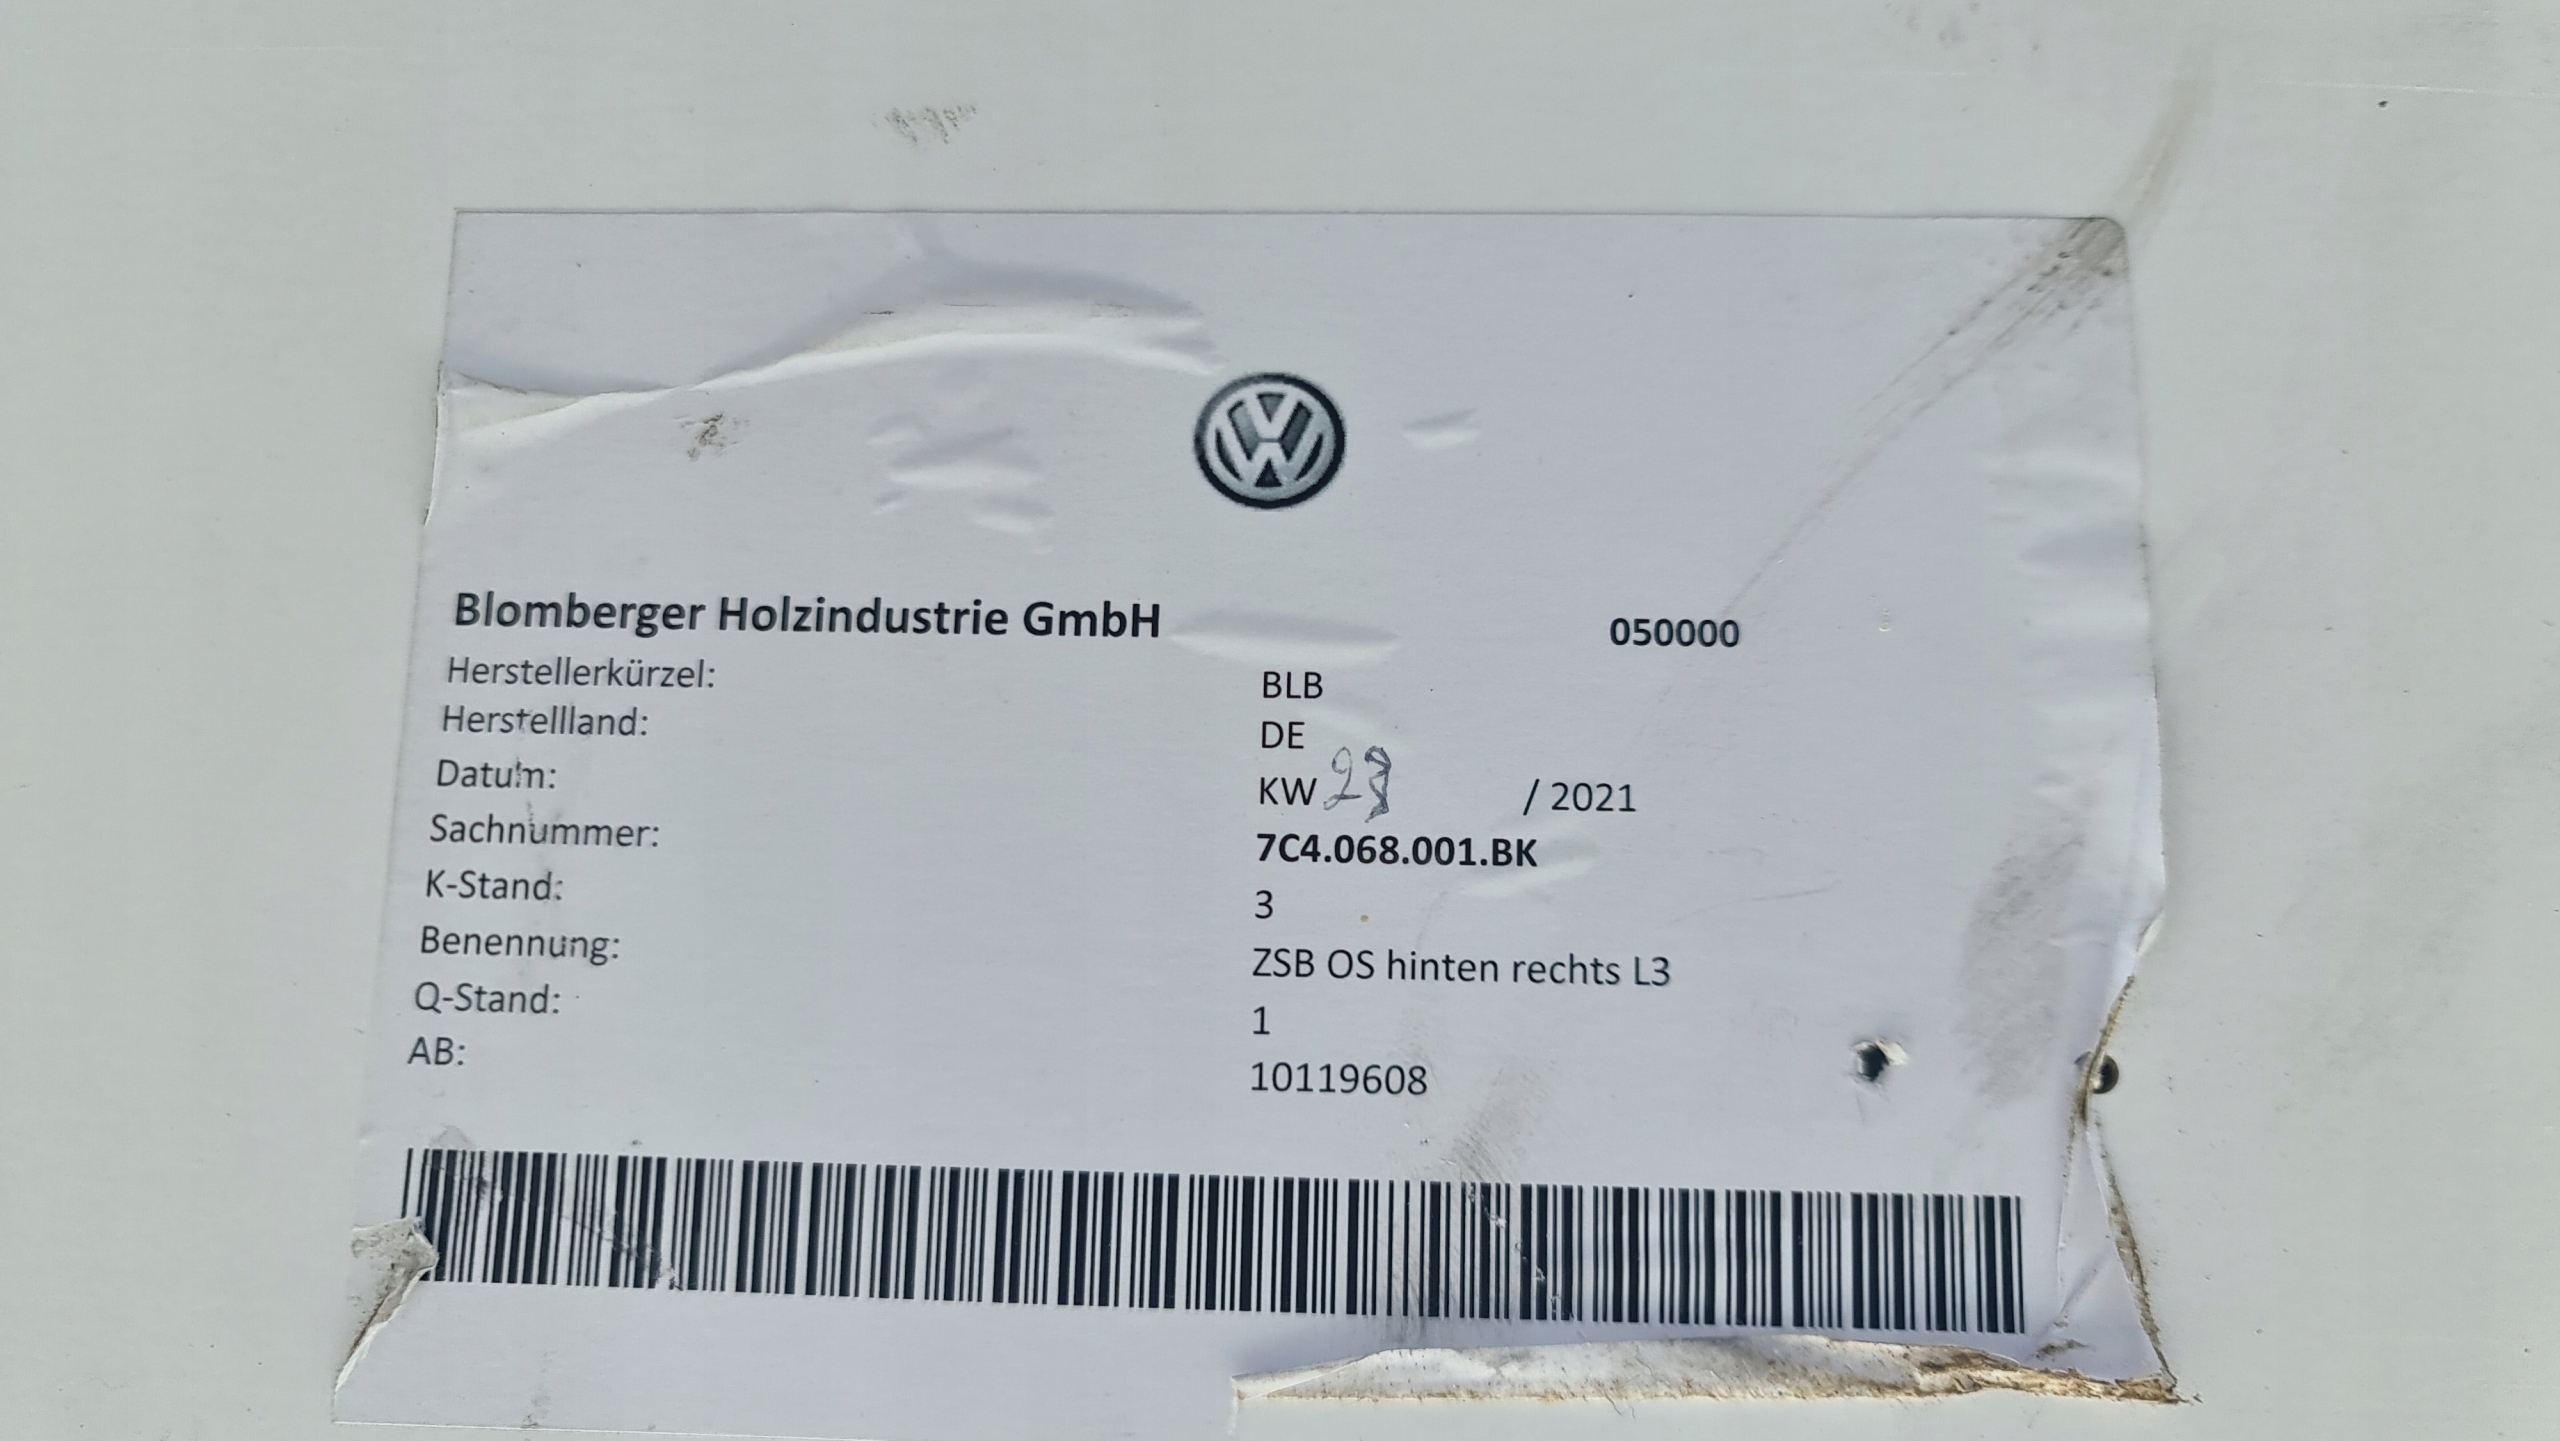 Blomberger Holzindustrie GmbH 050000
Herstellerkürzel: BLB
Herstellland: DE
Datum: KW / 2021
Sachnummer: 7C4.068.001.BK
K-Stand: 3
Benennung: ZSB OS hinten rechts L3
Q-Stand: 1
AB: 10119608